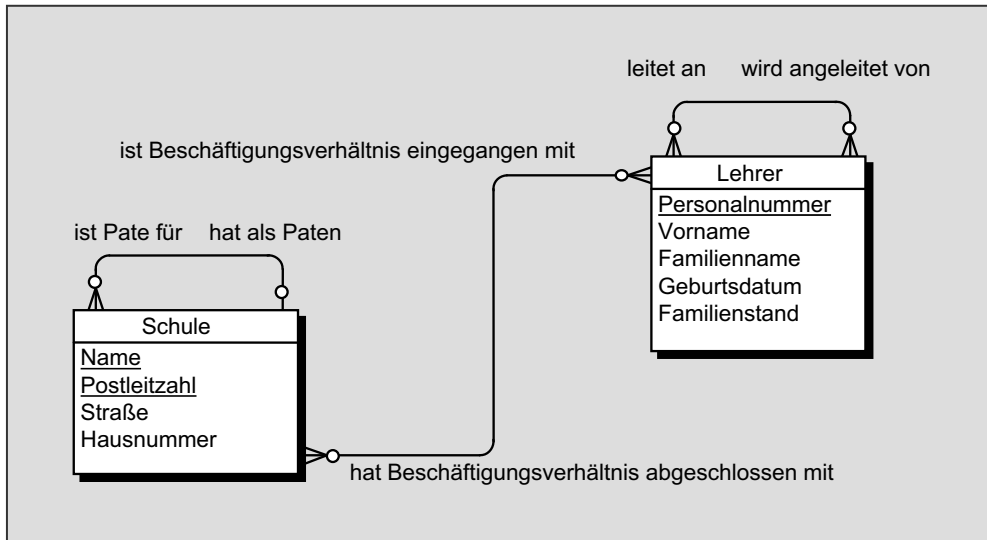 leitet an wird angeleitet von
ist Beschäftigungsverhältnis eingegangen mit
Lehrer
Personalnummer
Vorname
Familienname
Geburtsdatum
Familienstand
ist Pate für hat als Paten
Schule
Name
Postleitzahl
Straße
Hausnummer
hat Beschäftigungsverhältnis abgeschlossen mit